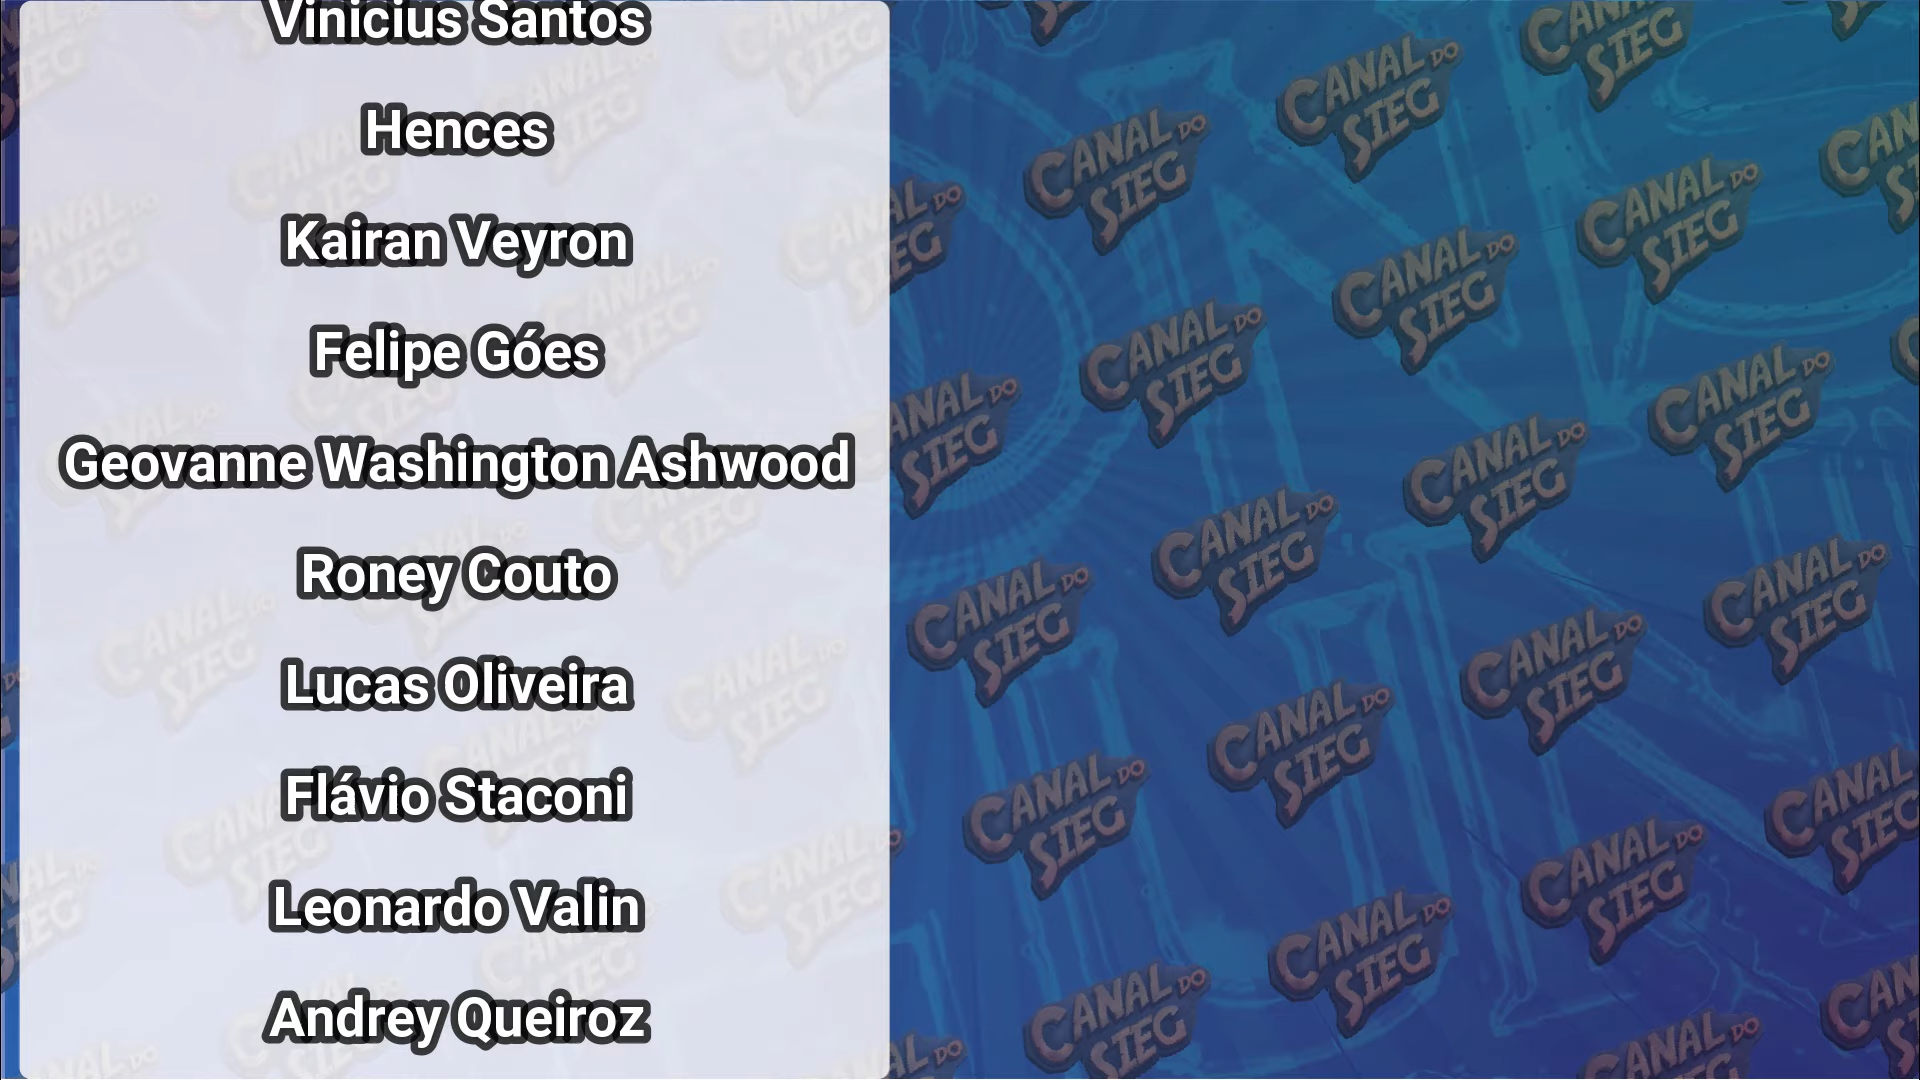 Vinicius Santos
Hences
Kairan Veyron
Felipe Góes
Geovanne Washington Ashwood
Roney Couto
Lucas Oliveira
Flávio Staconi
Leonardo Valin
Andrey Queiroz
CANAL DO
SIEG